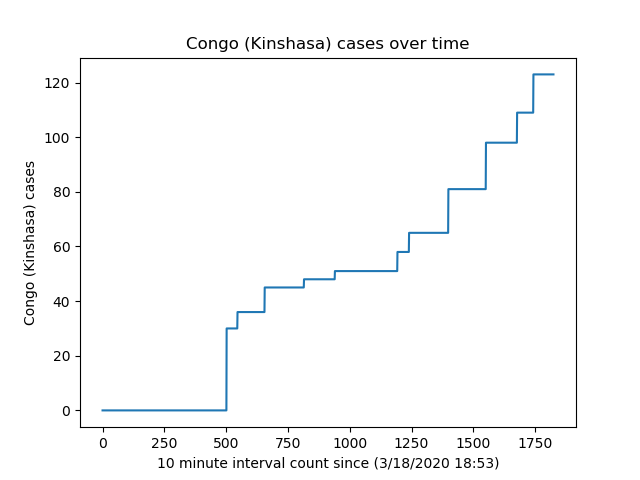 Congo (Kinshasa) cases over time
120
100
80
60
40
20
0
Congo (Kinshasa) cases
0 250 500 750 1000 1250 1500 1750
10 minute interval count since (3/18/2020 18:53)